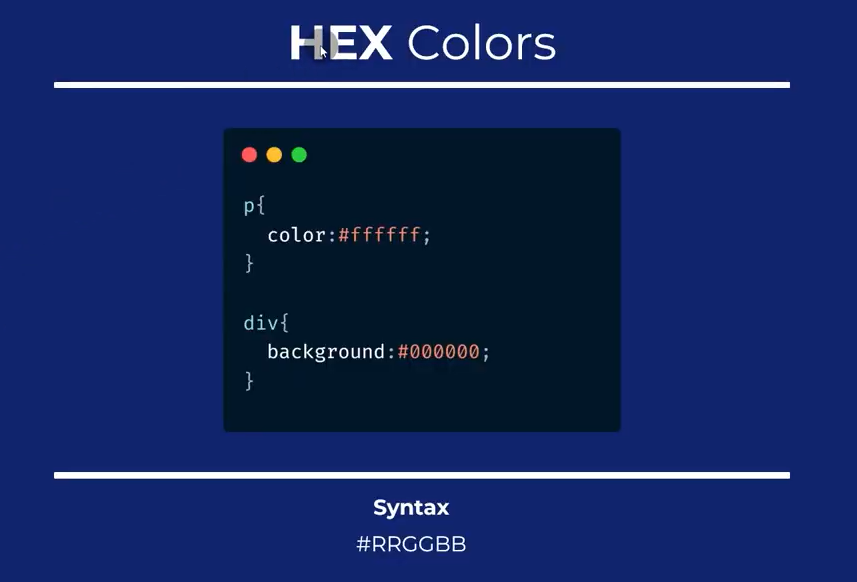 HEX Colors
p{
color:#ffffff;
}
div{
background:#000000;
}
Syntax
#RRGGBB